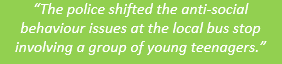 “The police shifted the anti-social
behaviour issues at the local bus stop
involving a group of young teenagers.”